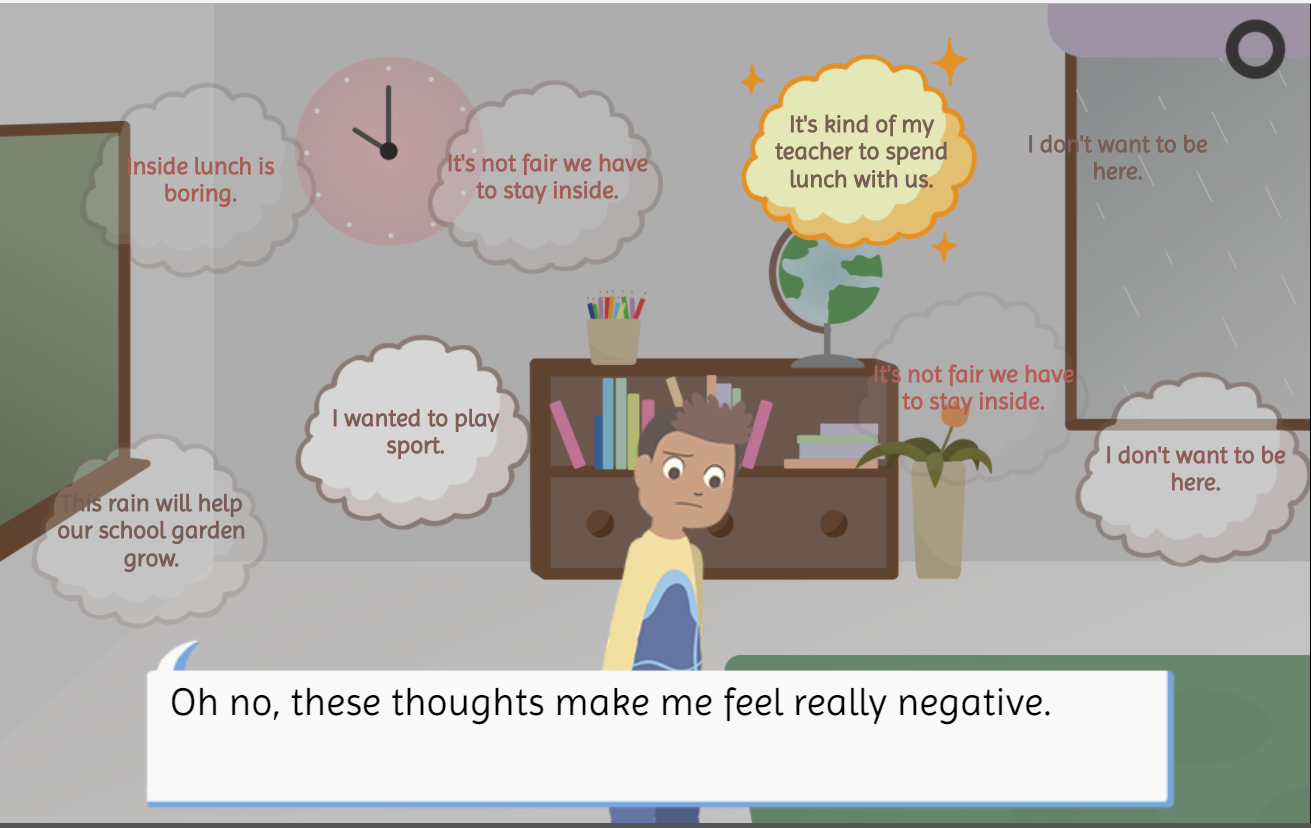 Inside lunch is
boring.
It's not fair we have
to stay inside.
It's kind of my
teacher to spend
lunch with us.
I don't want to be
here.
I wanted to play
sport.
It's not fair we have
to stay inside.
I don't want to be
here.
This rain will help
our school garden
grow.
Oh no, these thoughts make me feel really negative.